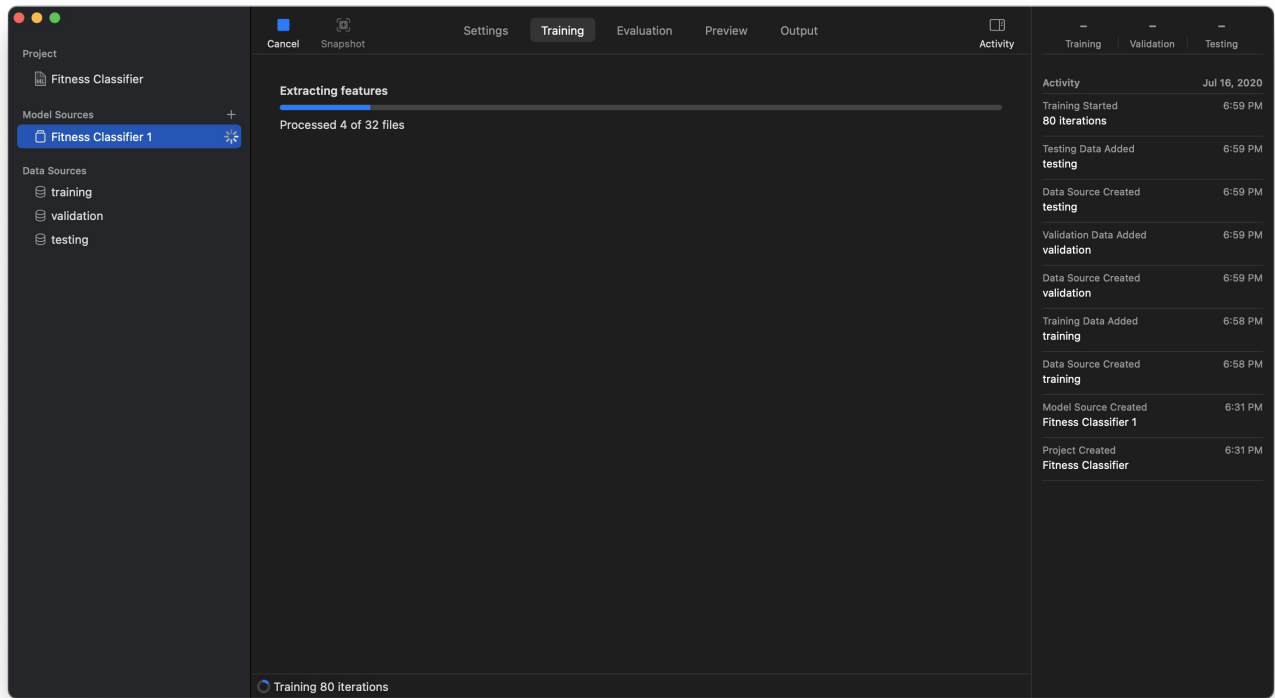 Project
Fitness Classifier
Model Sources
Fitness Classifier 1
Data Sources
training
validation
testing
Cancel
Snapshot
Settings
Training
Evaluation
Preview
Output
Activity
Extracting features
Processed 4 of 32 files
Training 80 iterations
– – –
Training Validation Testing
Activity Jul 16, 2020
Training Started 6:59 PM
80 iterations
Testing Data Added 6:59 PM
testing
Data Source Created 6:59 PM
testing
Validation Data Added 6:59 PM
validation
Data Source Created 6:59 PM
validation
Training Data Added 6:58 PM
training
Data Source Created 6:58 PM
training
Model Source Created 6:31 PM
Fitness Classifier 1
Project Created 6:31 PM
Fitness Classifier